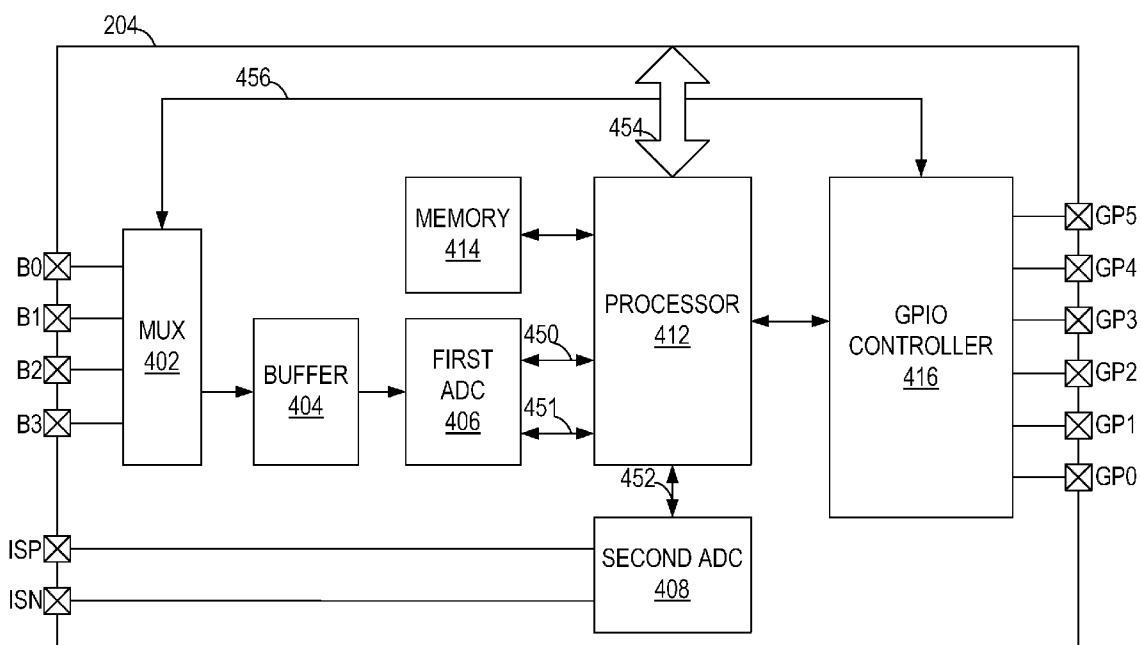 204
456
454
MEMORY
414
PROCESSOR
412
GPIO
CONTROLLER
416
MUX
402
BUFFER
404
FIRST
ADC
406
450
451
452
SECOND ADC
408
B0
B1
B2
B3
ISP
ISN
GP5
GP4
GP3
GP2
GP1
GP0